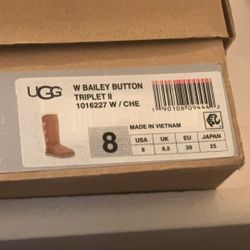 UGG
W BAILEY BUTTON
TRIPLET II
1016227 W / CHE
MADE IN VIETNAM
8
USA UK EU JAPAN
8 6.5 39 25